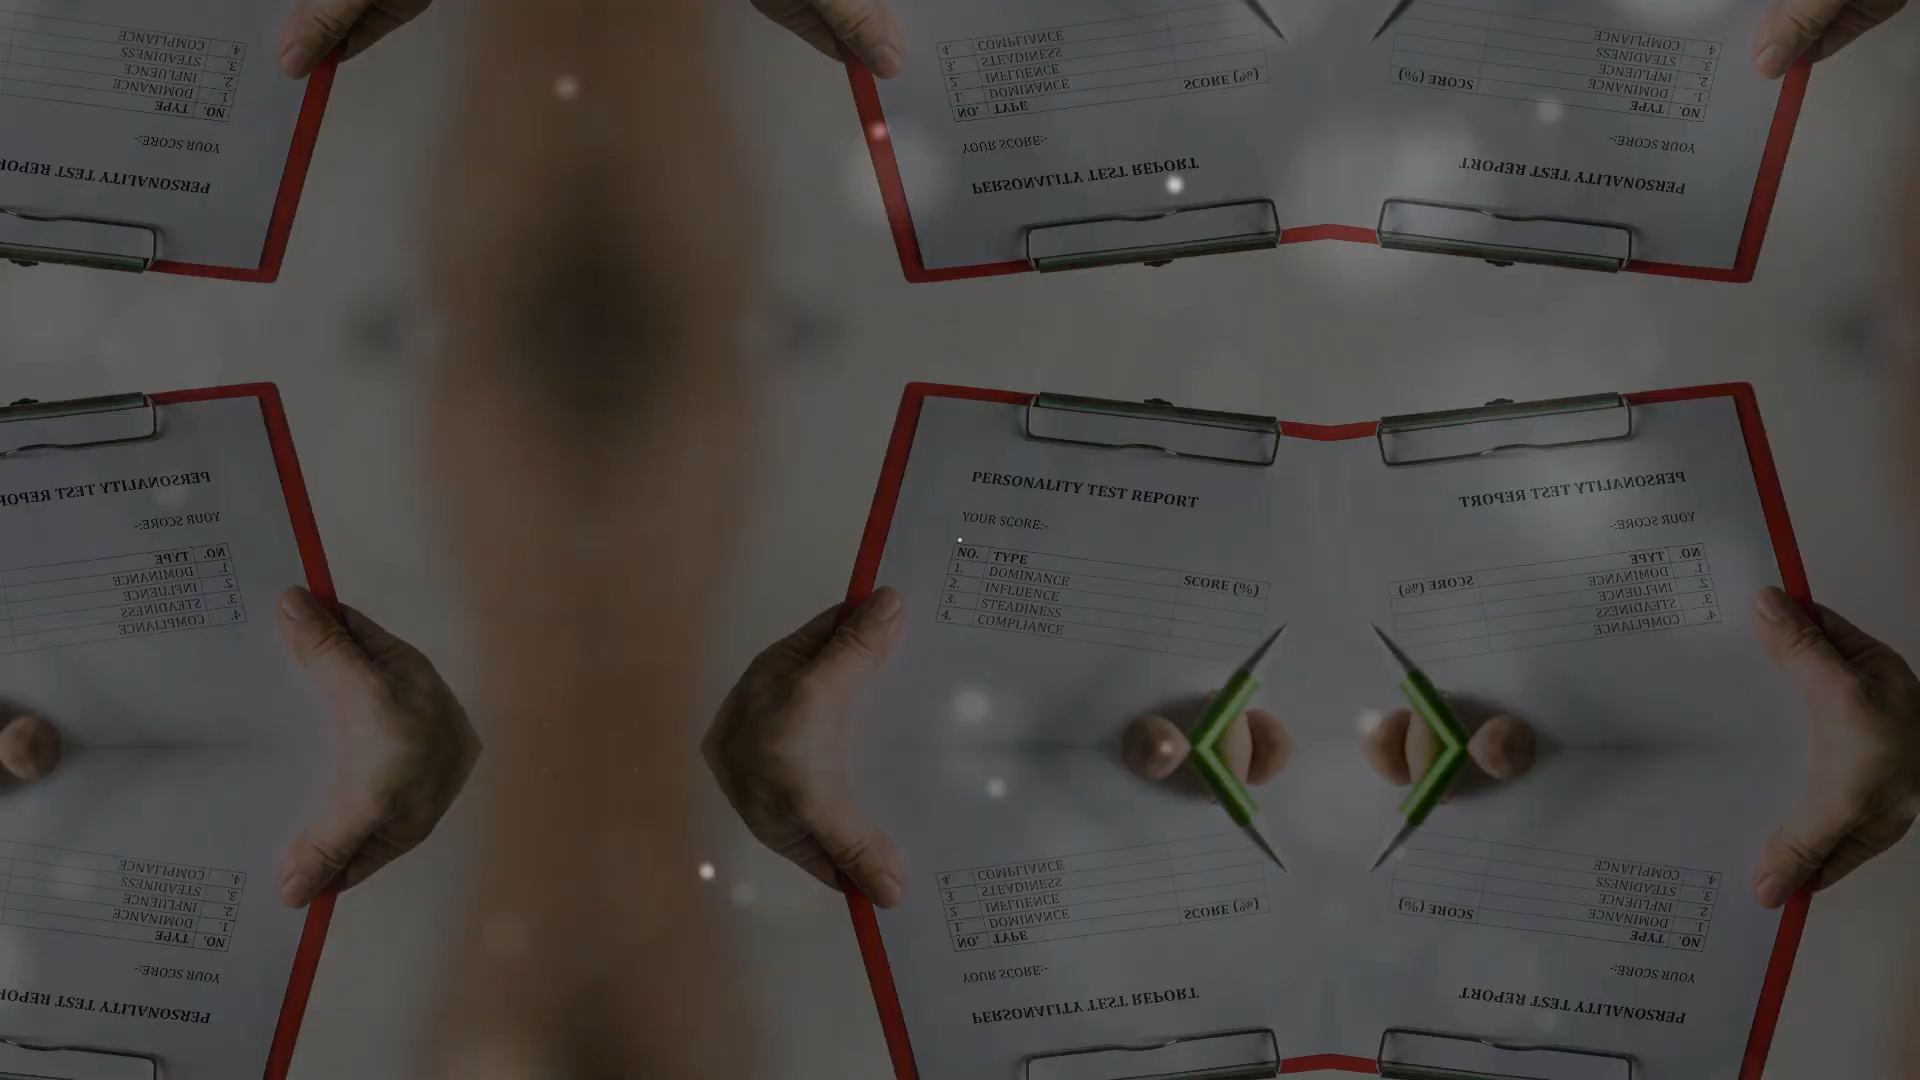 PERSONALITY TEST REPORT
YOUR SCORE:-
NO. TYPE SCORE (%)
1. DOMINANCE
2. INFLUENCE
3. STEADINESS
4. COMPLIANCE